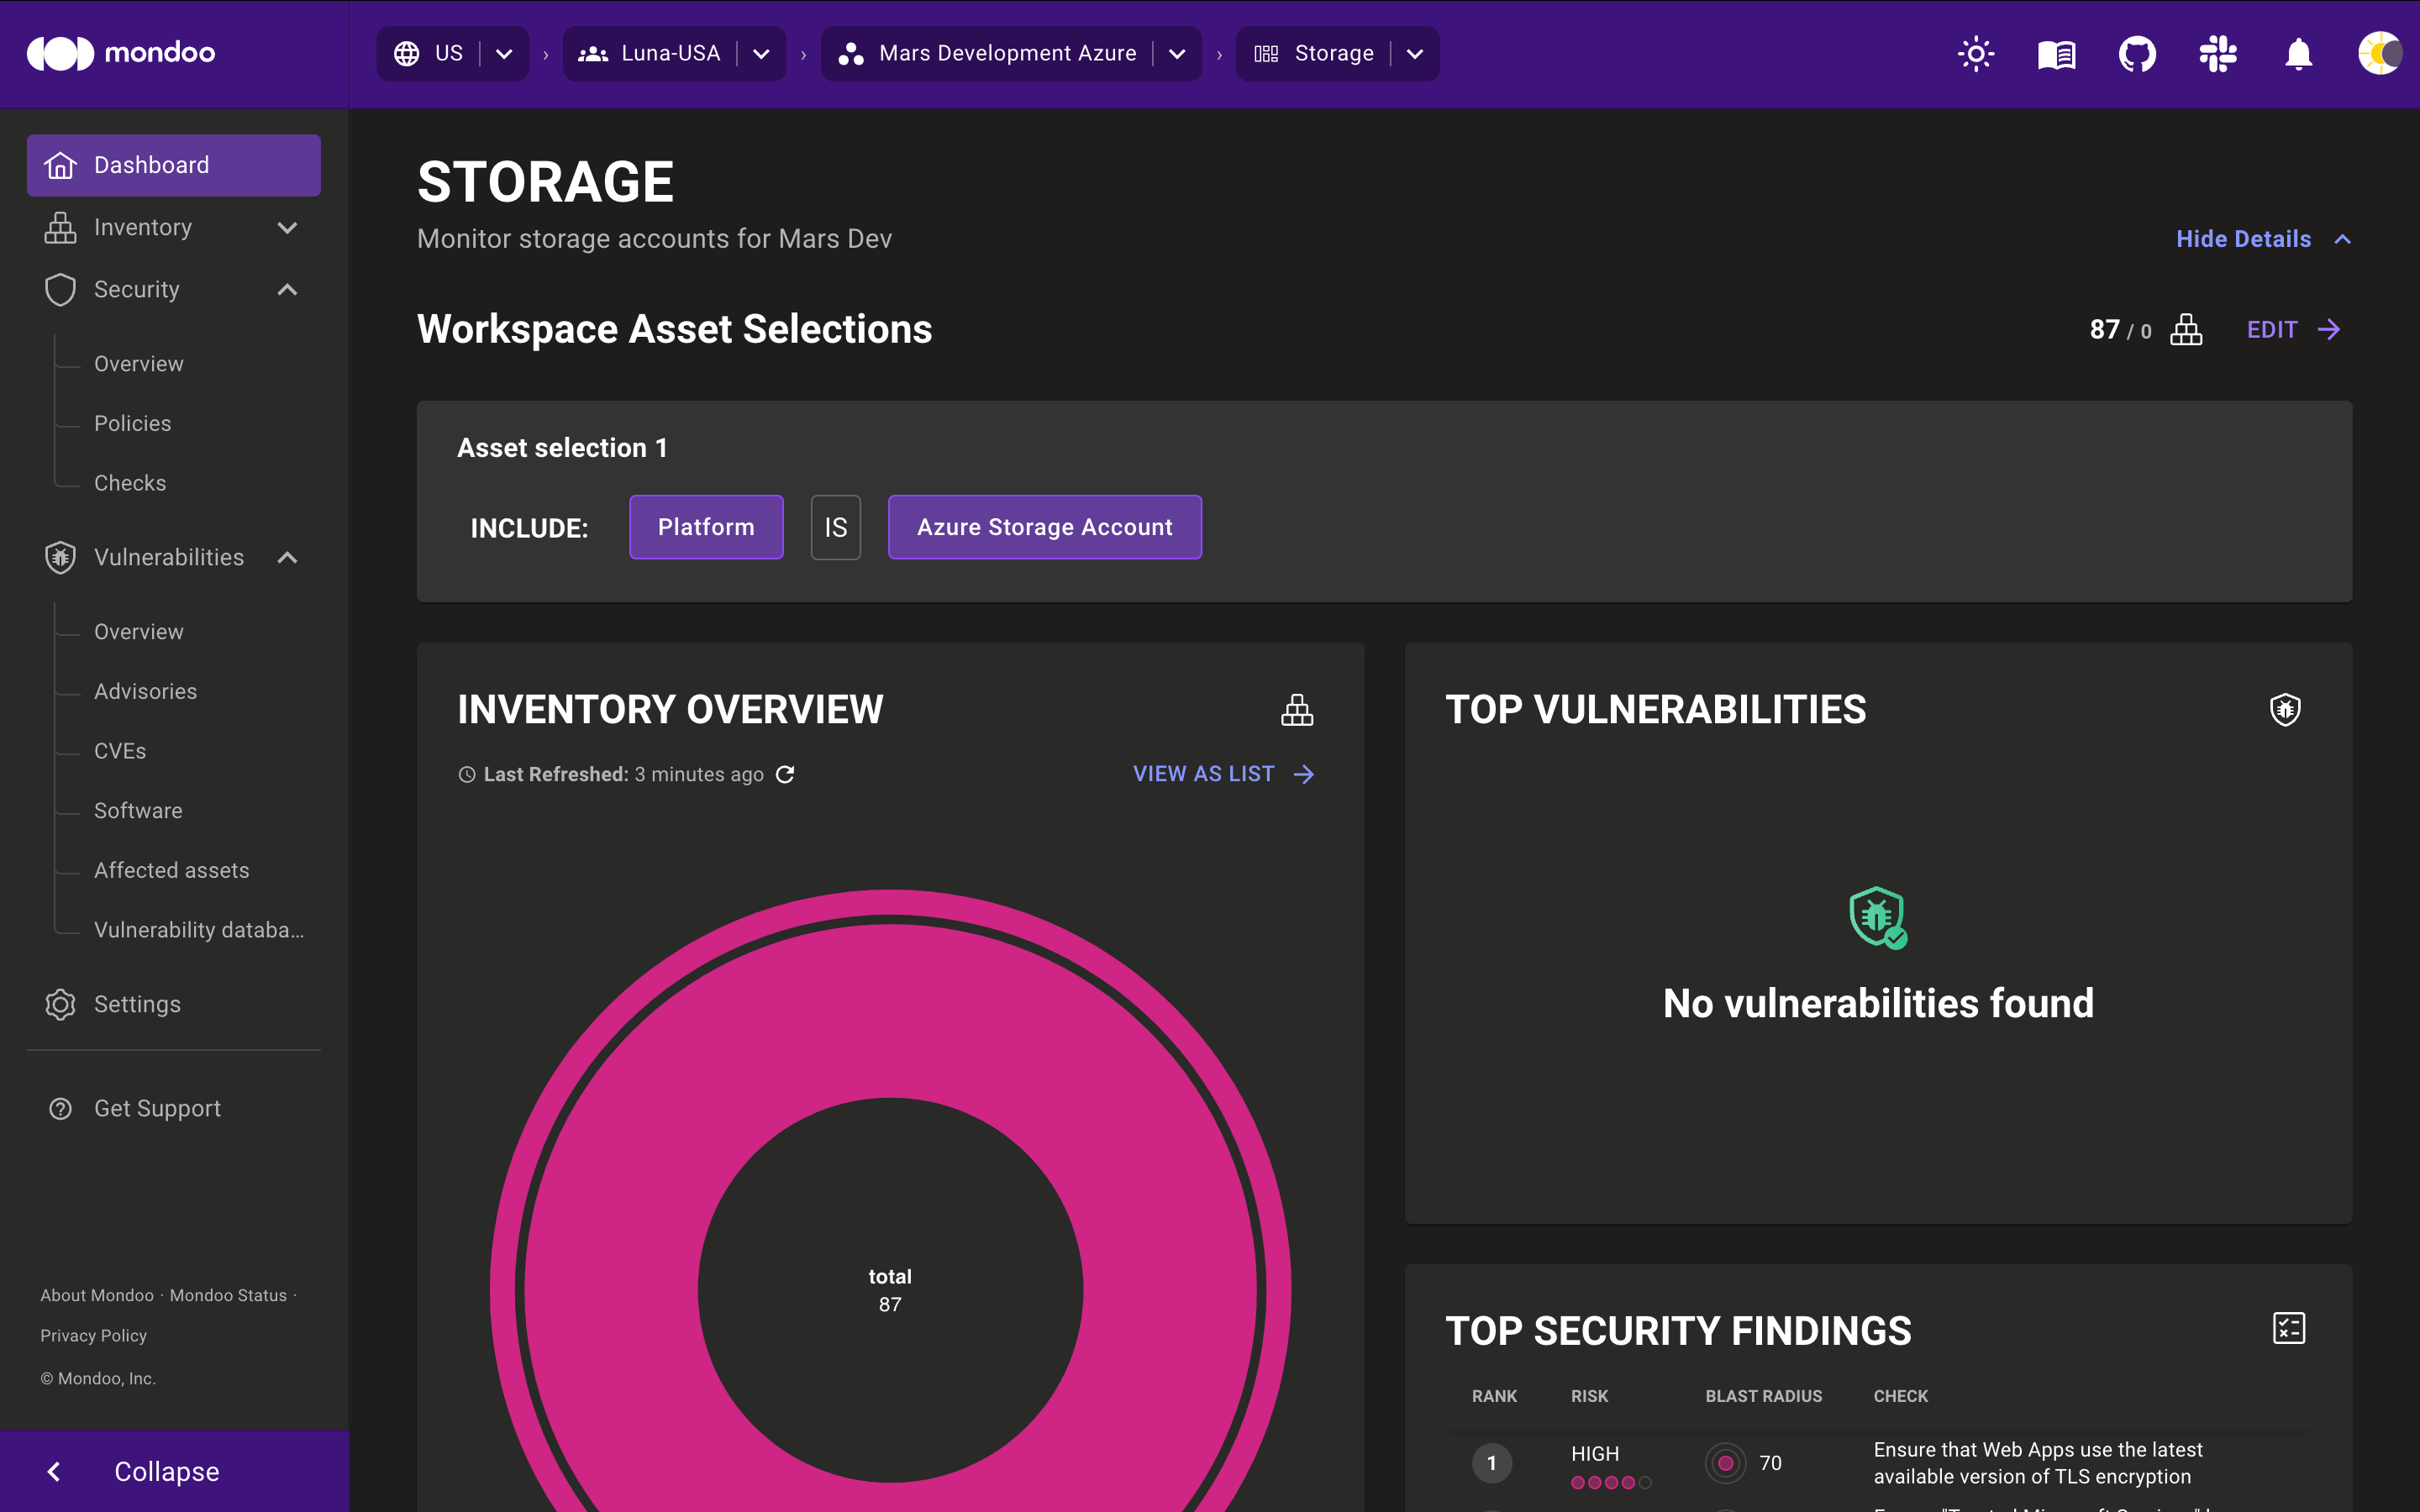 mondoo
US
Luna-USA
Mars Development Azure
Storage
Dashboard
Inventory
Security
Overview
Policies
Checks
Vulnerabilities
Overview
Advisories
CVEs
Software
Affected assets
Vulnerability databa...
Settings
Get Support
About Mondoo · Mondoo Status ·
Privacy Policy
© Mondoo, Inc.
Collapse
STORAGE
Monitor storage accounts for Mars Dev
Hide Details
Workspace Asset Selections
87 / 0
EDIT
Asset selection 1
INCLUDE: Platform IS Azure Storage Account
INVENTORY OVERVIEW
Last Refreshed: 3 minutes ago
VIEW AS LIST
total
87
TOP VULNERABILITIES
No vulnerabilities found
TOP SECURITY FINDINGS
RANK RISK BLAST RADIUS CHECK
1 HIGH 70 Ensure that Web Apps use the latest
available version of TLS encryption